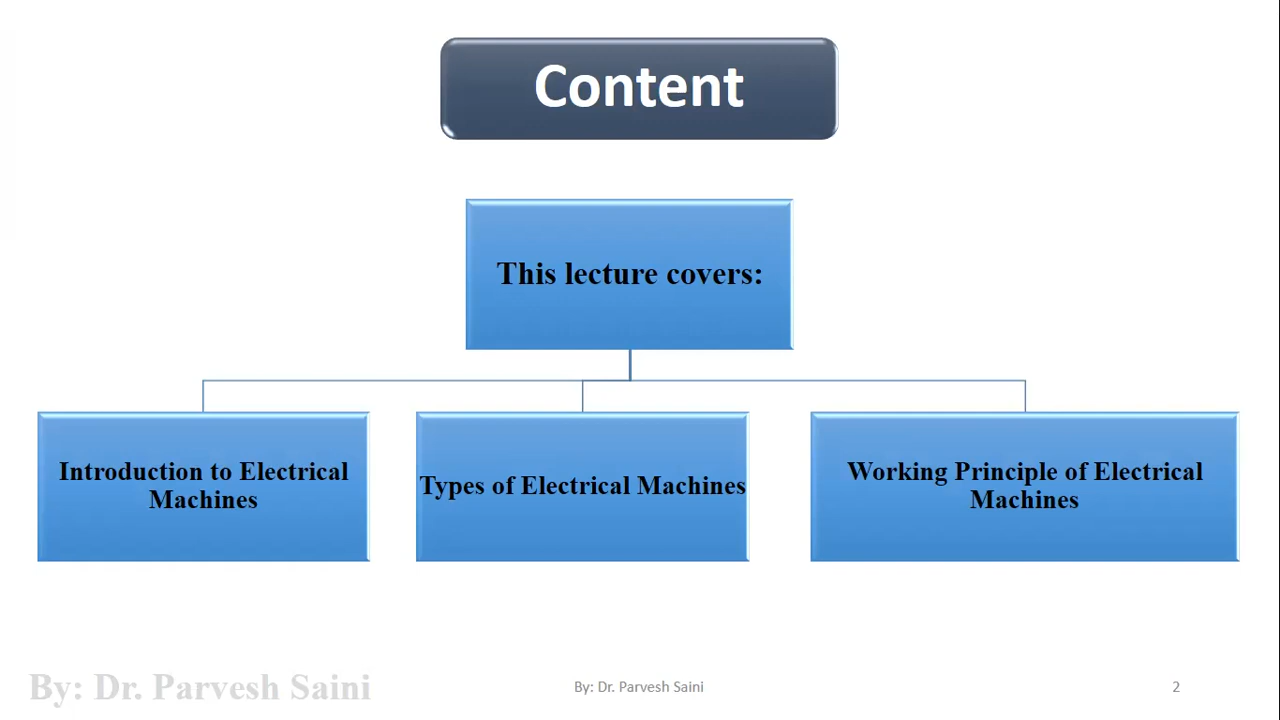 Content
This lecture covers:
Introduction to Electrical
Machines
Types of Electrical Machines
Working Principle of Electrical
Machines
By: Dr. Parvesh Saini
By: Dr. Parvesh Saini
2